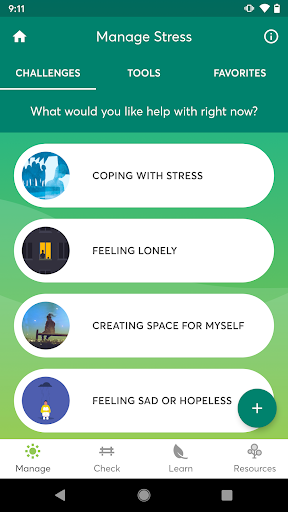 9:11
Manage Stress
CHALLENGES TOOLS FAVORITES
What would you like help with right now?
COPING WITH STRESS
FEELING LONELY
CREATING SPACE FOR MYSELF
FEELING SAD OR HOPELESS
Manage Check Learn Resources